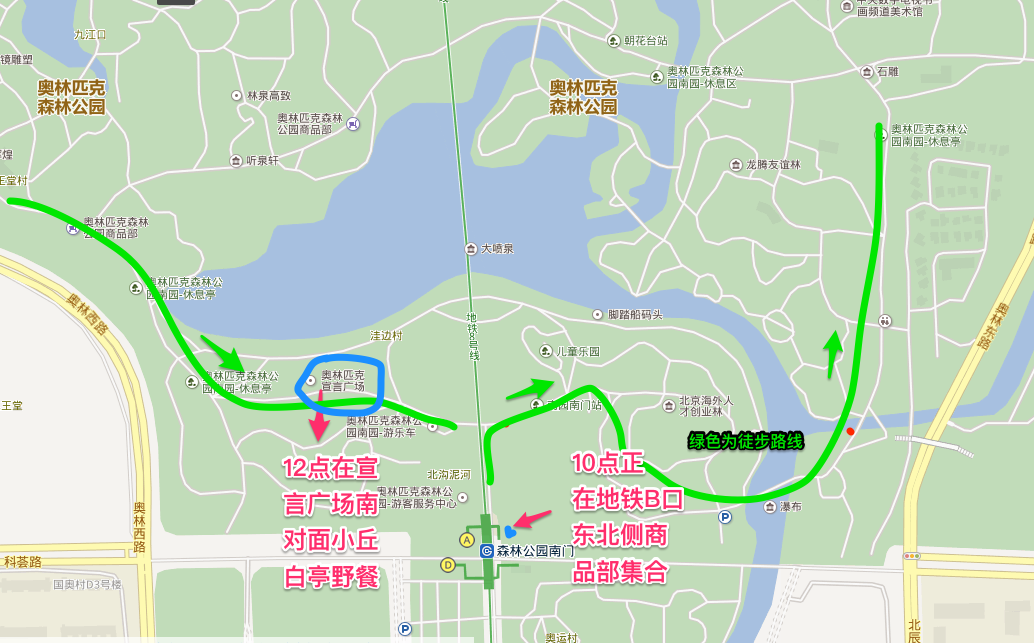 九江口
镜雕塑
奥林匹克
森林公园
林泉高致
奥林匹克森林
公园商品部
听泉轩
王堂村
奥林匹克森林
公园商品部
奥林匹克森林公
园南园-休息亭
奥林西路
奥林匹克森林公
园南园-休息亭
王堂
洼边村
奥林匹克
宣言广场
奥林匹克森林公
园南园-游乐车
北沟泥河
奥林匹克森林公
园-游客服务中心
12点在宣
言广场南
对面小丘
白亭野餐
奥林西路
科荟路
国奥村D3号楼
P
A
D
森林公园南门
奥运村
地铁8号线
线
大喷泉
朝花台站
奥林匹克森林公
园南园-休息区
奥林匹克
森林公园
画频道美术馆
石雕
奥林匹克森林公
园南园-休息亭
龙腾友谊林
脚踏船码头
儿童乐园
南园南门站
北京海外人
才创业林
绿色为徒步路线
10点正
在地铁B口
东北侧商
品部集合
P
瀑布
奥林东路
北辰